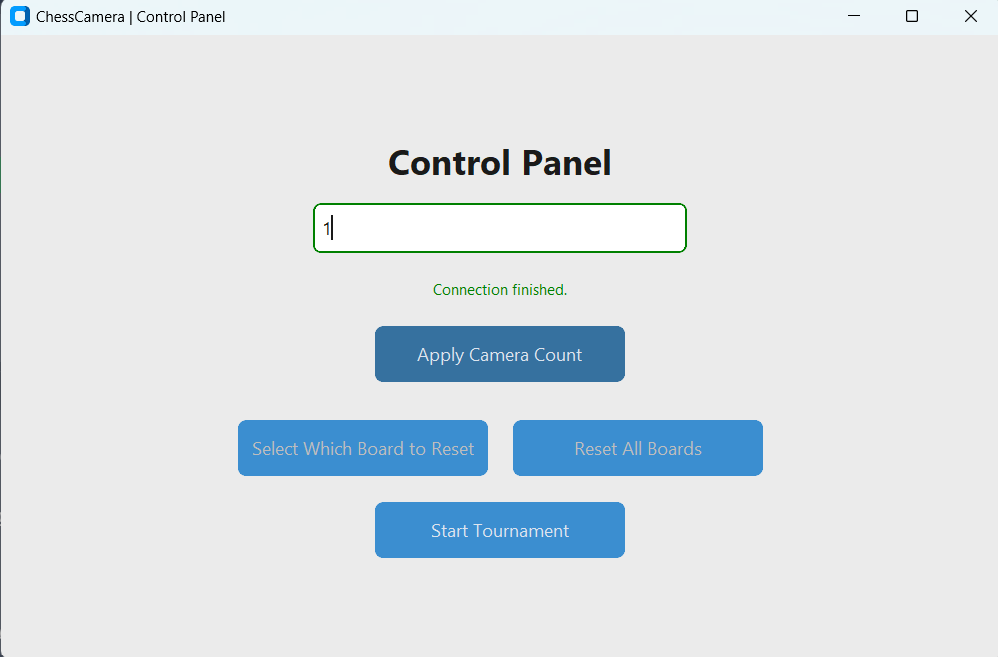 ChessCamera | Control Panel
Control Panel
1
Connection finished.
Apply Camera Count
Select Which Board to Reset
Reset All Boards
Start Tournament